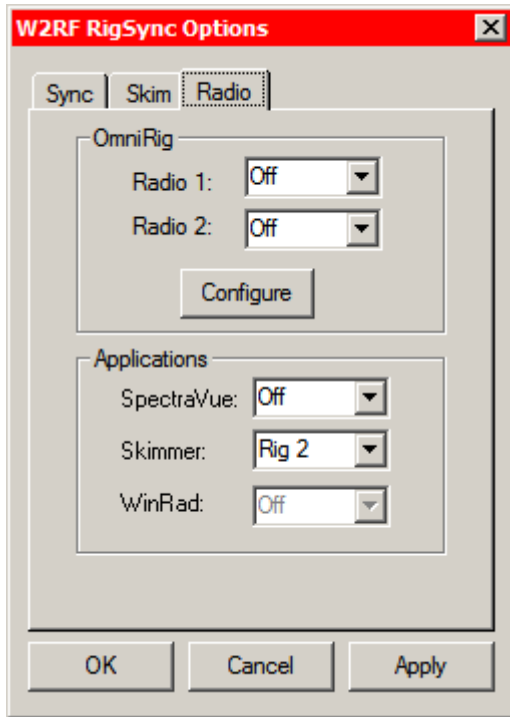 W2RF RigSync Options
Sync Skim Radio
OmniRig
Radio 1: Off
Radio 2: Off
Configure
Applications
SpectraVue: Off
Skimmer: Rig 2
WinRad: Off
OK Cancel Apply